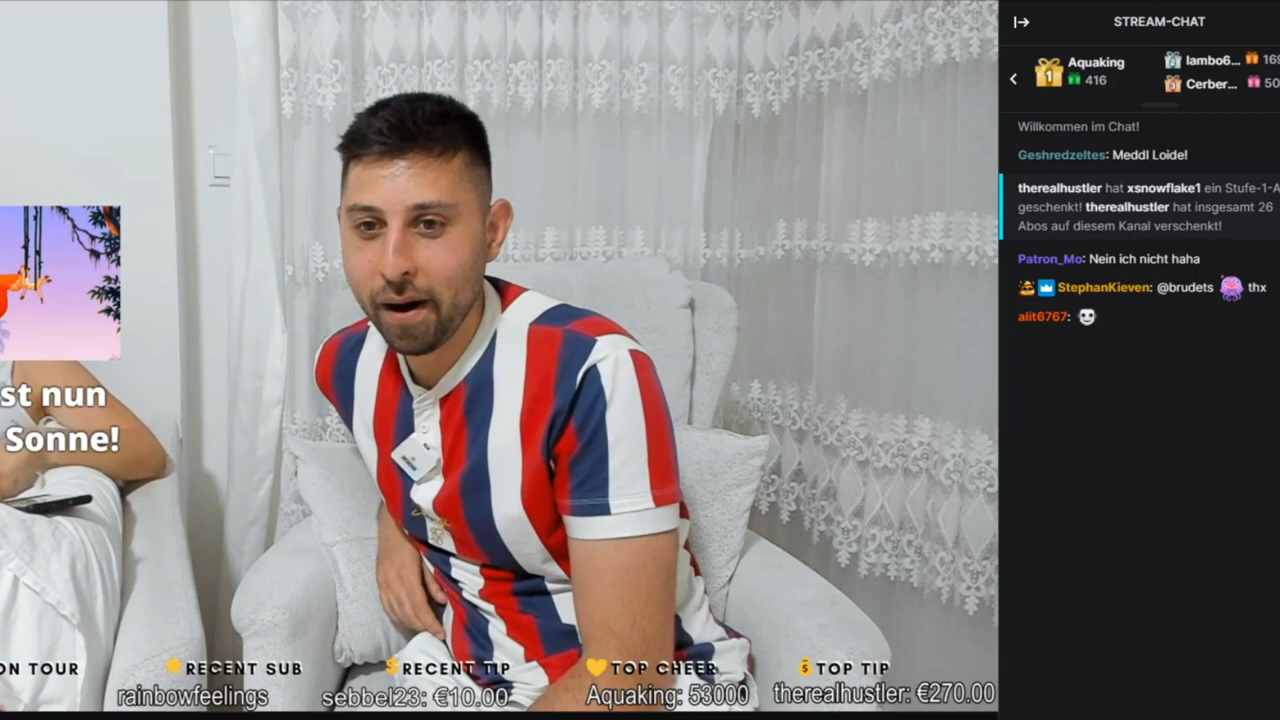 STREAM-CHAT
1 Aquaking
416
lambo6... 169
Cerber... 50
Willkommen im Chat!
Geshredzeltes: Meddl Loide!
therealhustler hat xsnowflake1 ein Stufe-1-A
geschenkt! therealhustler hat insgesamt 26
Abos auf diesem Kanal verschenkt!
Patron_Mo: Nein ich nicht haha
StephanKieven: @brudets thx
alit6767:
st nun
Sonne!
ON TOUR
RECENT SUB
RECENT TIP
TOP CHEER
TOP TIP
rainbowfeelings
sebbel23: €10.00
Aquaking: 53000
therealhustler: €270.00